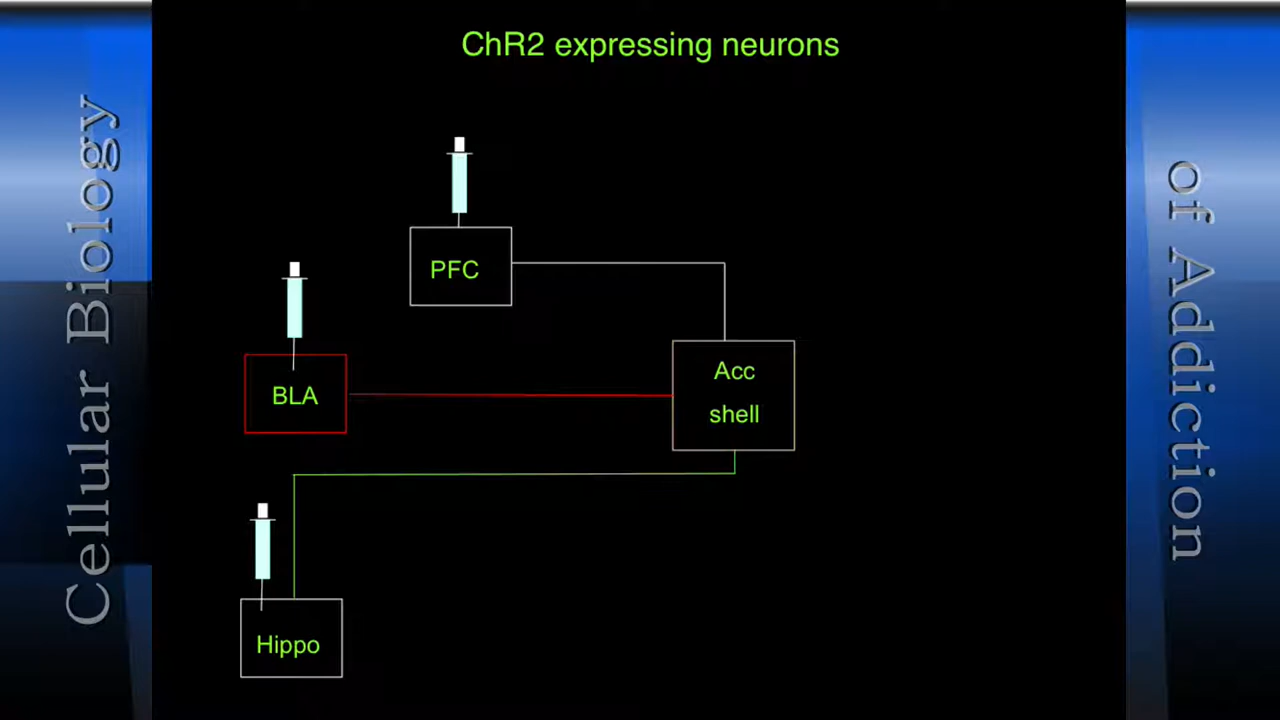 Cellular Biology
ChR2 expressing neurons
PFC
BLA
Acc
shell
Hippo
of Addiction